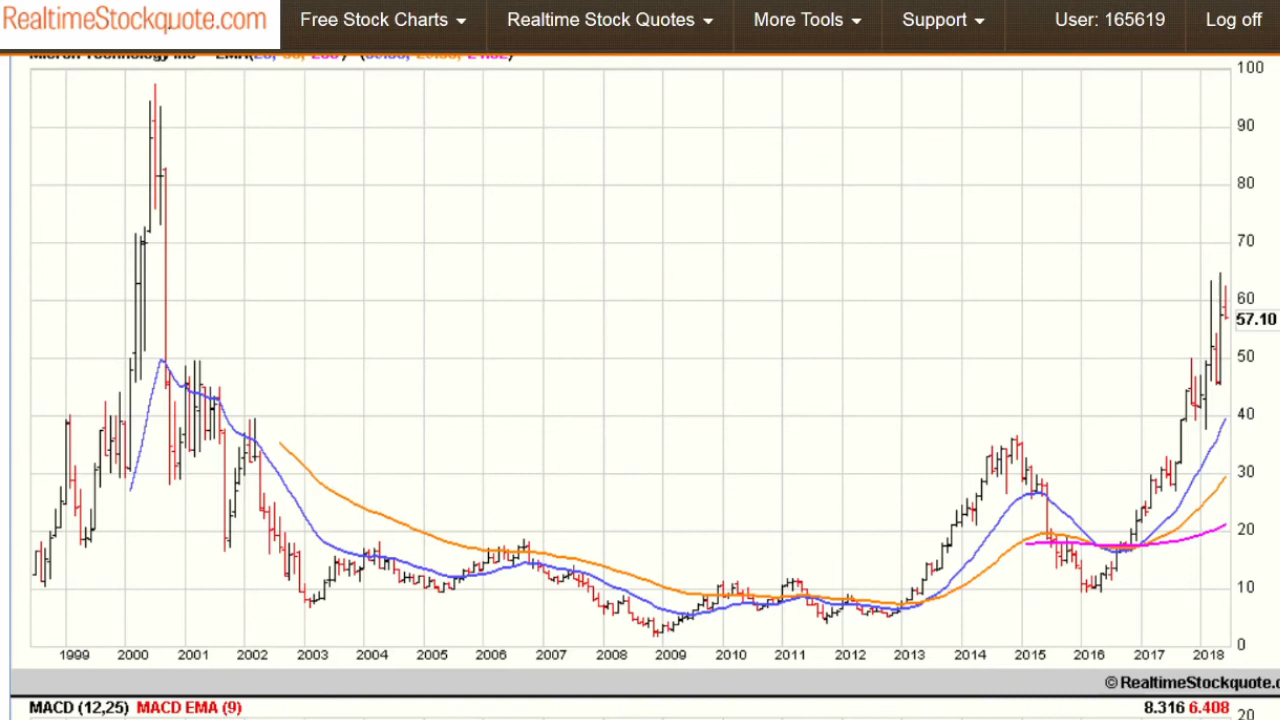 RealtimeStockquote.com Free Stock Charts Realtime Stock Quotes More Tools Support User: 165619 Log off
Micron Technology Inc
100
90
80
70
60
57.10
50
40
30
20
10
0
1999 2000 2001 2002 2003 2004 2005 2006 2007 2008 2009 2010 2011 2012 2013 2014 2015 2016 2017 2018
© RealtimeStockquote.c
MACD (12,25) MACD EMA (9) 8.316 6.408
20